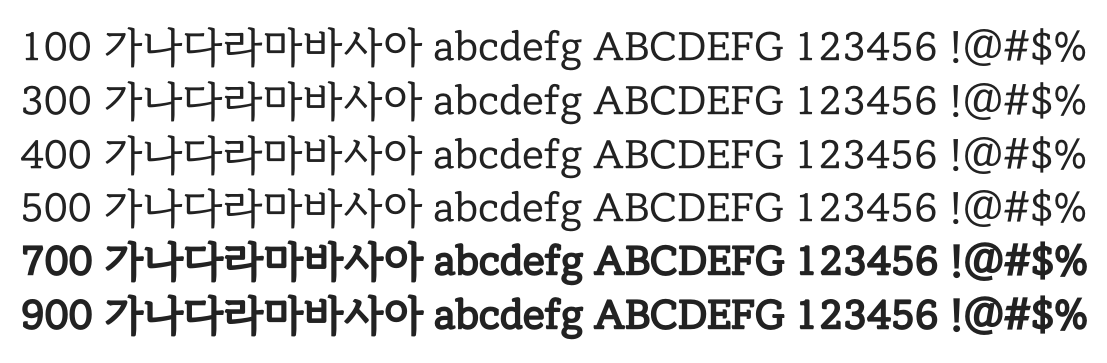 100 가나다라마바사아 abcdefg ABCDEFG 123456 !@#$%
300 가나다라마바사아 abcdefg ABCDEFG 123456 !@#$%
400 가나다라마바사아 abcdefg ABCDEFG 123456 !@#$%
500 가나다라마바사아 abcdefg ABCDEFG 123456 !@#$%
700 가나다라마바사아 abcdefg ABCDEFG 123456 !@#$%
900 가나다라마바사아 abcdefg ABCDEFG 123456 !@#$%